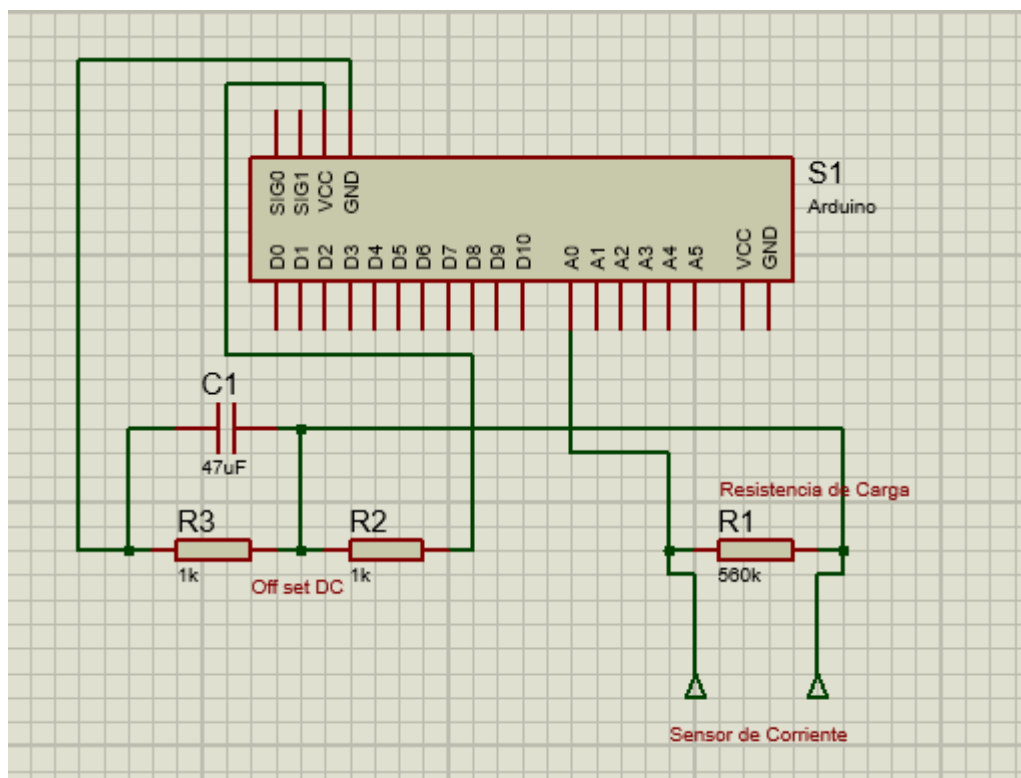 SIG0
SIG1
VCC
GND
S1
Arduino
D0
D1
D2
D3
D4
D5
D6
D7
D8
D9
D10
A0
A1
A2
A3
A4
A5
VCC
GND
C1
47uF
Resistencia de Carga
R3
R2
R1
1k
1k
560k
Off set DC
Sensor de Corriente